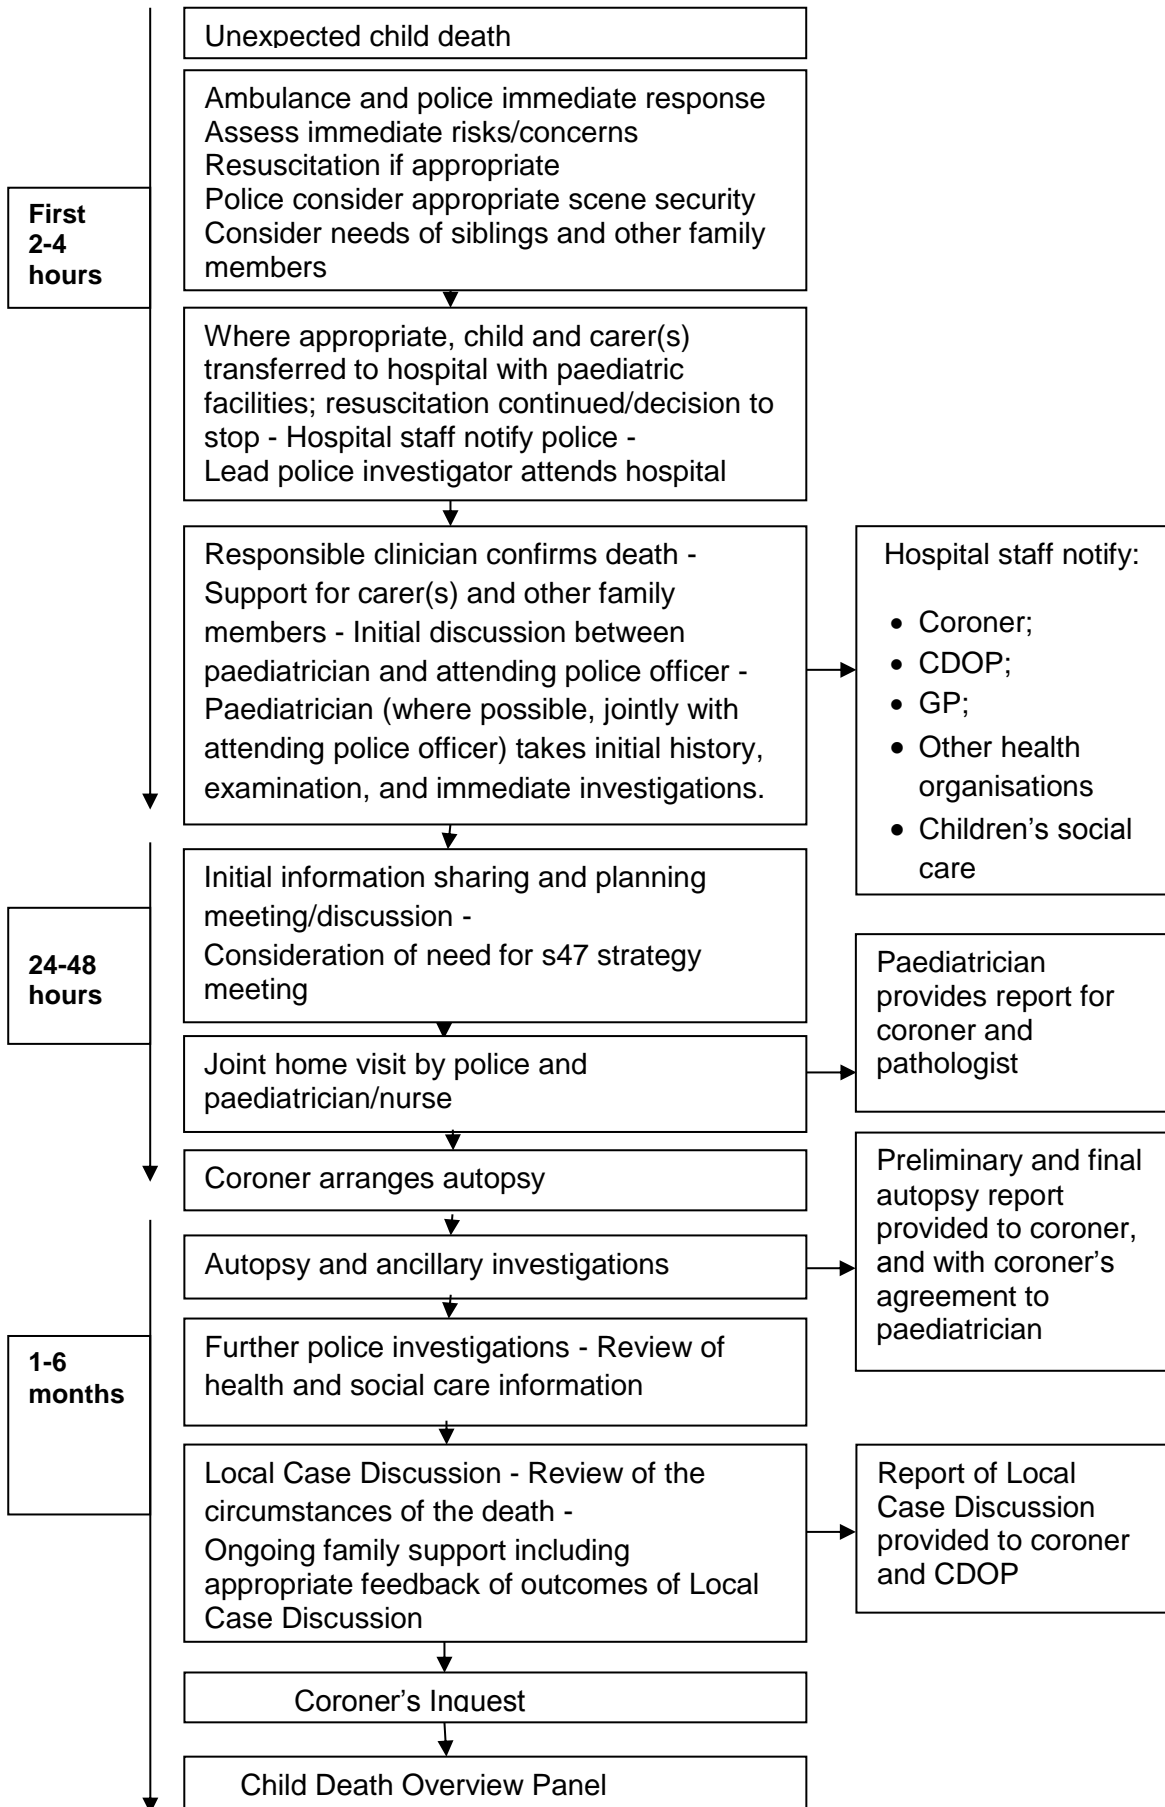 Unexpected child death
Ambulance and police immediate response
Assess immediate risks/concerns
Resuscitation if appropriate
Police consider appropriate scene security
Consider needs of siblings and other family
members
First
2-4
hours
Where appropriate, child and carer(s)
transferred to hospital with paediatric
facilities; resuscitation continued/decision to
stop - Hospital staff notify police -
Lead police investigator attends hospital
Responsible clinician confirms death -
Support for carer(s) and other family
members - Initial discussion between
paediatrician and attending police officer -
Paediatrician (where possible, jointly with
attending police officer) takes initial history,
examination, and immediate investigations.
Hospital staff notify:
• Coroner;
• CDOP;
• GP;
• Other health
organisations
• Children's social
care
24-48
hours
Initial information sharing and planning
meeting/discussion -
Consideration of need for s47 strategy
meeting
Joint home visit by police and
paediatrician/nurse
Paediatrician
provides report for
coroner and
pathologist
Coroner arranges autopsy
Autopsy and ancillary investigations
Preliminary and final
autopsy report
provided to coroner,
and with coroner's
agreement to
paediatrician
1-6
months
Further police investigations - Review of
health and social care information
Local Case Discussion - Review of the
circumstances of the death -
Ongoing family support including
appropriate feedback of outcomes of Local
Case Discussion
Report of Local
Case Discussion
provided to coroner
and CDOP
Coroner's Inquest
Child Death Overview Panel